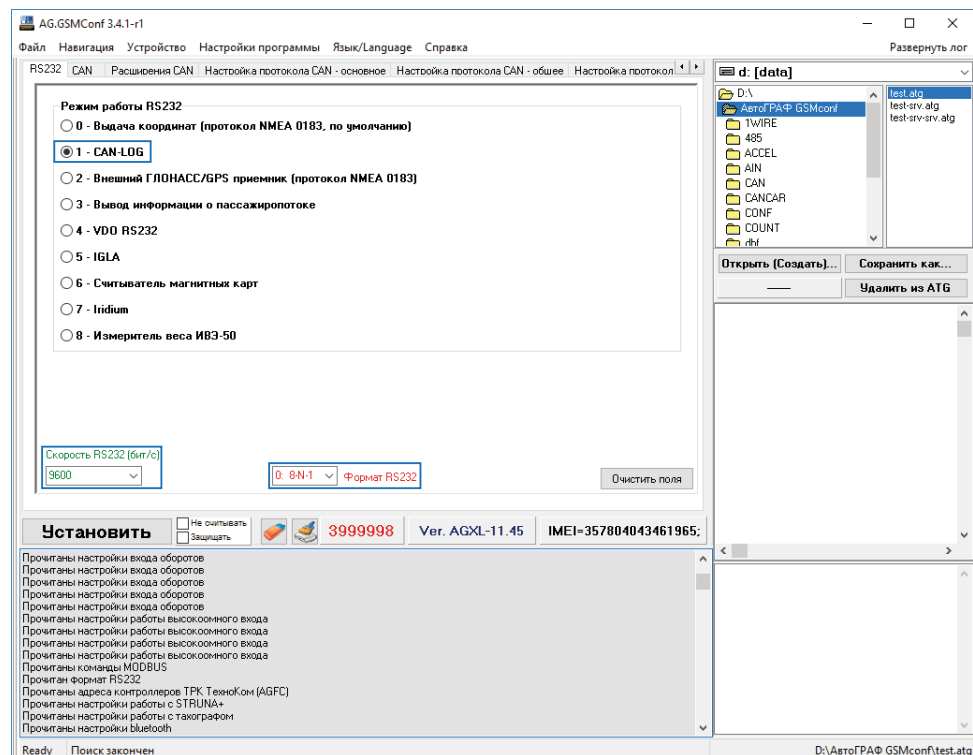 AG.GSMConf 3.4.1-r1
Файл Навигация Устройство Настройки программы Язык/Language Справка Развернуть лог
RS232 CAN Расширения CAN Настройка протокола CAN - основное Настройка протокола CAN - общее Настройка протокол
Режим работы RS232
0 - Выдача координат (протокол NMEA 0183, по умолчанию)
1 - CAN-LOG
2 - Внешний ГЛОНАСС/GPS приемник (протокол NMEA 0183)
3 - Вывод информации о пассажиропотоке
4 - VDO RS232
5 - IGLA
6 - Считыватель магнитных карт
7 - Iridium
8 - Измеритель веса ИВЭ-50
Скорость RS232 (бит/с)
9600
0: 8-N-1 Формат RS232
Очистить поля
d: [data]
D:\
АвтоГРАФ GSMconf
1WIRE
485
ACCEL
AIN
CAN
CANCAR
CONF
COUNT
dbf
test.atg
test-srv.atg
test-srv-srv.atg
Открыть (Создать)... Сохранить как...
Удалить из ATG
Установить
Не считывать
Защищать
3999998
Ver. AGXL-11.45
IMEI=357804043461965;
Прочитаны настройки входа оборотов
Прочитаны настройки входа оборотов
Прочитаны настройки входа оборотов
Прочитаны настройки входа оборотов
Прочитаны настройки входа оборотов
Прочитаны настройки работы высокоомного входа
Прочитаны настройки работы высокоомного входа
Прочитаны настройки работы высокоомного входа
Прочитаны настройки работы высокоомного входа
Прочитаны команды MODBUS
Прочитан формат RS232
Прочитаны адреса контроллеров ТРК ТехноКом (AGFC)
Прочитаны настройки работы с STRUNA+
Прочитаны настройки работы с тахографом
Прочитаны настройки bluetooth
Ready Поиск закончен D:\АвтоГРАФ GSMconf\test.atg